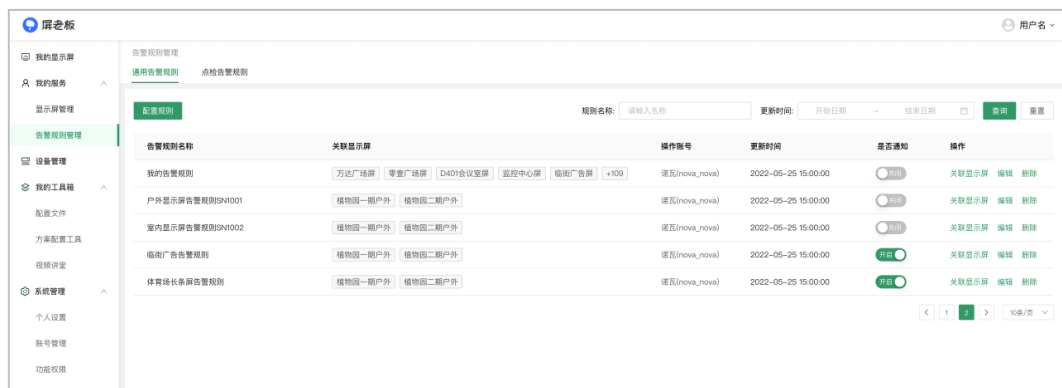 屏老板
用户名
我的显示屏
我的服务
显示屏管理
告警规则管理
设备管理
我的工具箱
配置文件
方案配置工具
视频讲堂
系统管理
个人设置
账号管理
功能权限
告警规则管理
通用告警规则 点检告警规则
配置规则 规则名称: 请输入名称 更新时间: 开始日期 → 结束日期 查询 重置
告警规则名称 关联显示屏 操作账号 更新时间 是否通知 操作
我的告警规则 万达广场屏 零壹广场屏 D401会议室屏 监控中心屏 临街广告屏 +109 诺瓦(nova_nova) 2022-05-25 15:00:00 关闭 关联显示屏 编辑 删除
户外显示屏告警规则SN1001 植物园一期户外 植物园二期户外 诺瓦(nova_nova) 2022-05-25 15:00:00 关闭 关联显示屏 编辑 删除
室内显示屏告警规则SN1002 植物园一期户外 植物园二期户外 诺瓦(nova_nova) 2022-05-25 15:00:00 关闭 关联显示屏 编辑 删除
临街广告告警规则 植物园一期户外 植物园二期户外 诺瓦(nova_nova) 2022-05-25 15:00:00 开启 关联显示屏 编辑 删除
体育场长条屏告警规则 植物园一期户外 植物园二期户外 诺瓦(nova_nova) 2022-05-25 15:00:00 开启 关联显示屏 编辑 删除
< 1 2 > 10条/页